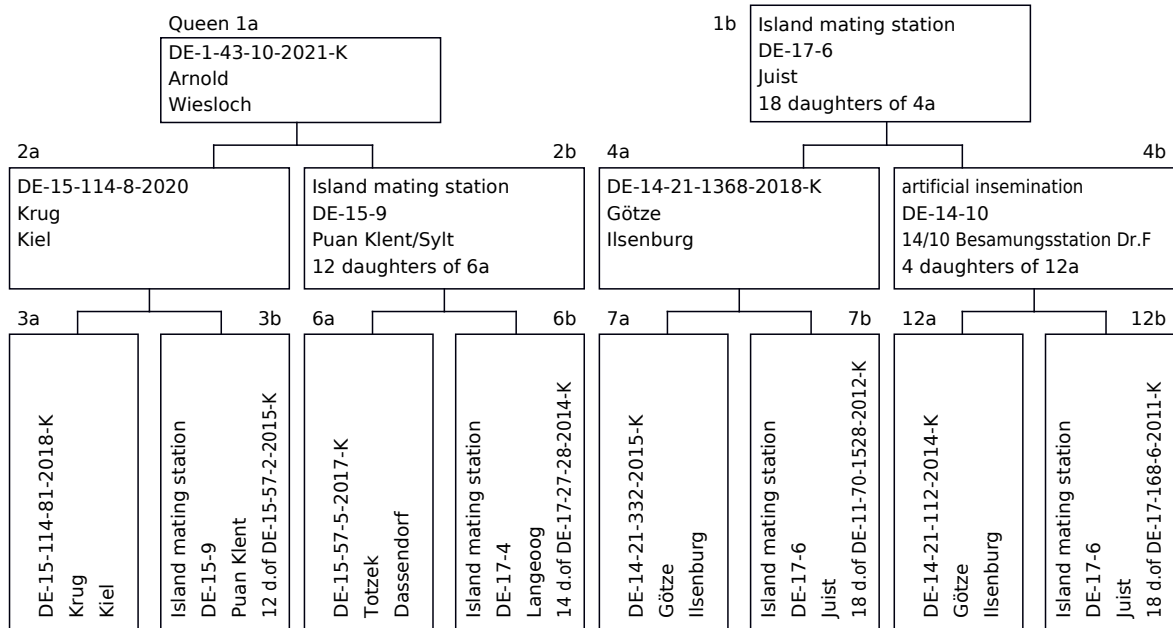 Queen 1a
DE-1-43-10-2021-K
Arnold
Wiesloch
1b
Island mating station
DE-17-6
Juist
18 daughters of 4a
2a
DE-15-114-8-2020
Krug
Kiel
2b
Island mating station
DE-15-9
Puan Klent/Sylt
12 daughters of 6a
4a
DE-14-21-1368-2018-K
Götze
Ilsenburg
4b
artificial insemination
DE-14-10
14/10 Besamungsstation Dr.F
4 daughters of 12a
3a
DE-15-114-81-2018-K
Krug
Kiel
3b
Island mating station
DE-15-9
Puan Klent
12 d.of DE-15-57-2-2015-K
6a
DE-15-57-5-2017-K
Totzek
Dassendorf
6b
Island mating station
DE-17-4
Langeoog
14 d.of DE-17-27-28-2014-K
7a
DE-14-21-332-2015-K
Götze
Ilsenburg
7b
Island mating station
DE-17-6
Juist
18 d.of DE-11-70-1528-2012-K
12a
DE-14-21-112-2014-K
Götze
Ilsenburg
12b
Island mating station
DE-17-6
Juist
18 d.of DE-17-168-6-2011-K